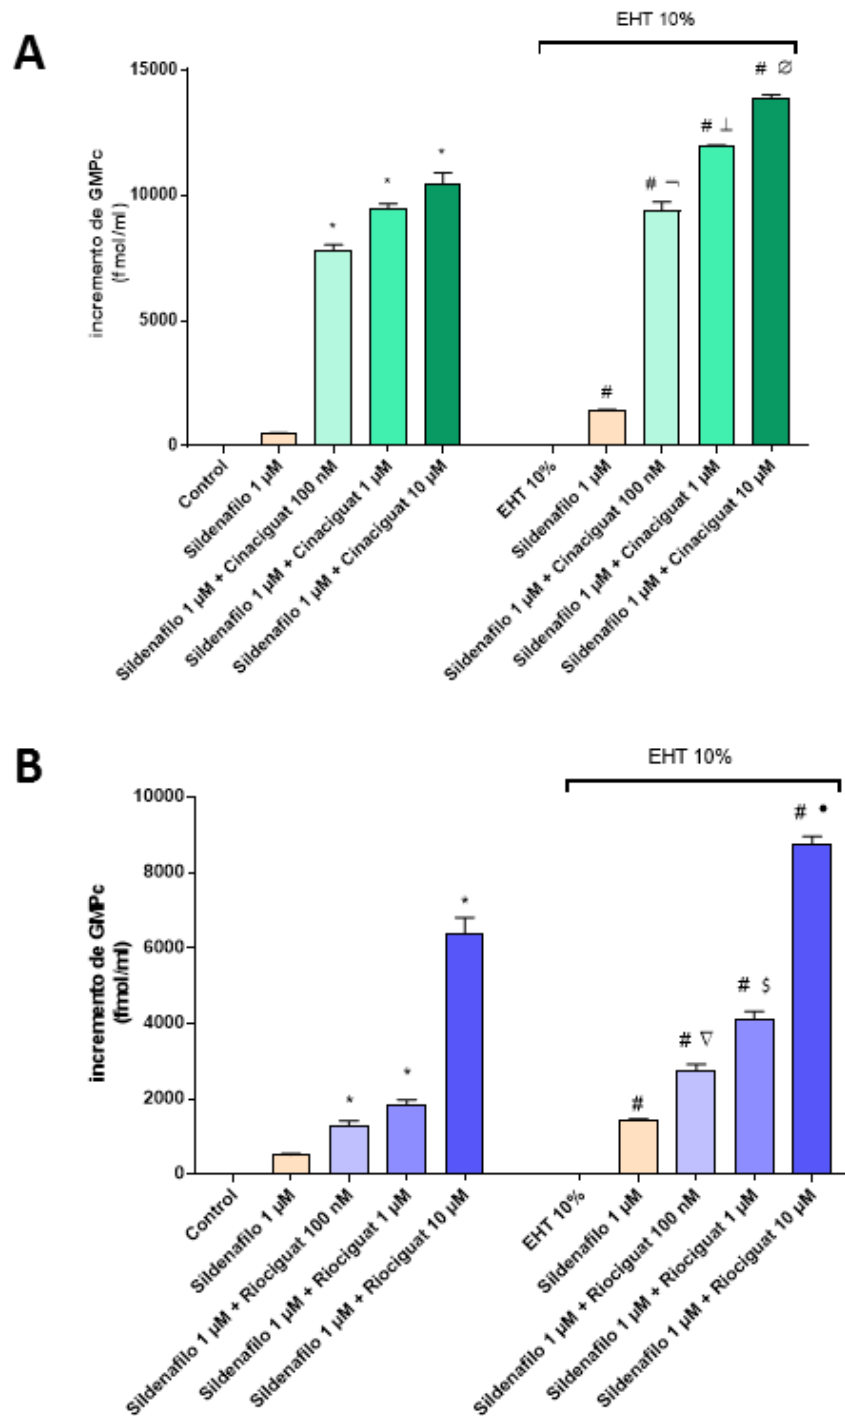 A
EHT 10%
15000
10000
5000
0
incremento de GMPc
(f mol/ml)
*
*
*
#
# ¬
# ⊥
# ∅
Control
Sildenafilo 1 µM
Sildenafilo 1 µM + Cinaciguat 100 nM
Sildenafilo 1 µM + Cinaciguat 1 µM
Sildenafilo 1 µM + Cinaciguat 10 µM
EHT 10%
Sildenafilo 1 µM
Sildenafilo 1 µM + Cinaciguat 100 nM
Sildenafilo 1 µM + Cinaciguat 1 µM
Sildenafilo 1 µM + Cinaciguat 10 µM
B
EHT 10%
10000
8000
6000
4000
2000
0
incremento de GMPc
(fmol/ml)
*
*
*
#
# ∇
# $
# •
Control
Sildenafilo 1 µM
Sildenafilo 1 µM + Riociguat 100 nM
Sildenafilo 1 µM + Riociguat 1 µM
Sildenafilo 1 µM + Riociguat 10 µM
EHT 10%
Sildenafilo 1 µM
Sildenafilo 1 µM + Riociguat 100 nM
Sildenafilo 1 µM + Riociguat 1 µM
Sildenafilo 1 µM + Riociguat 10 µM